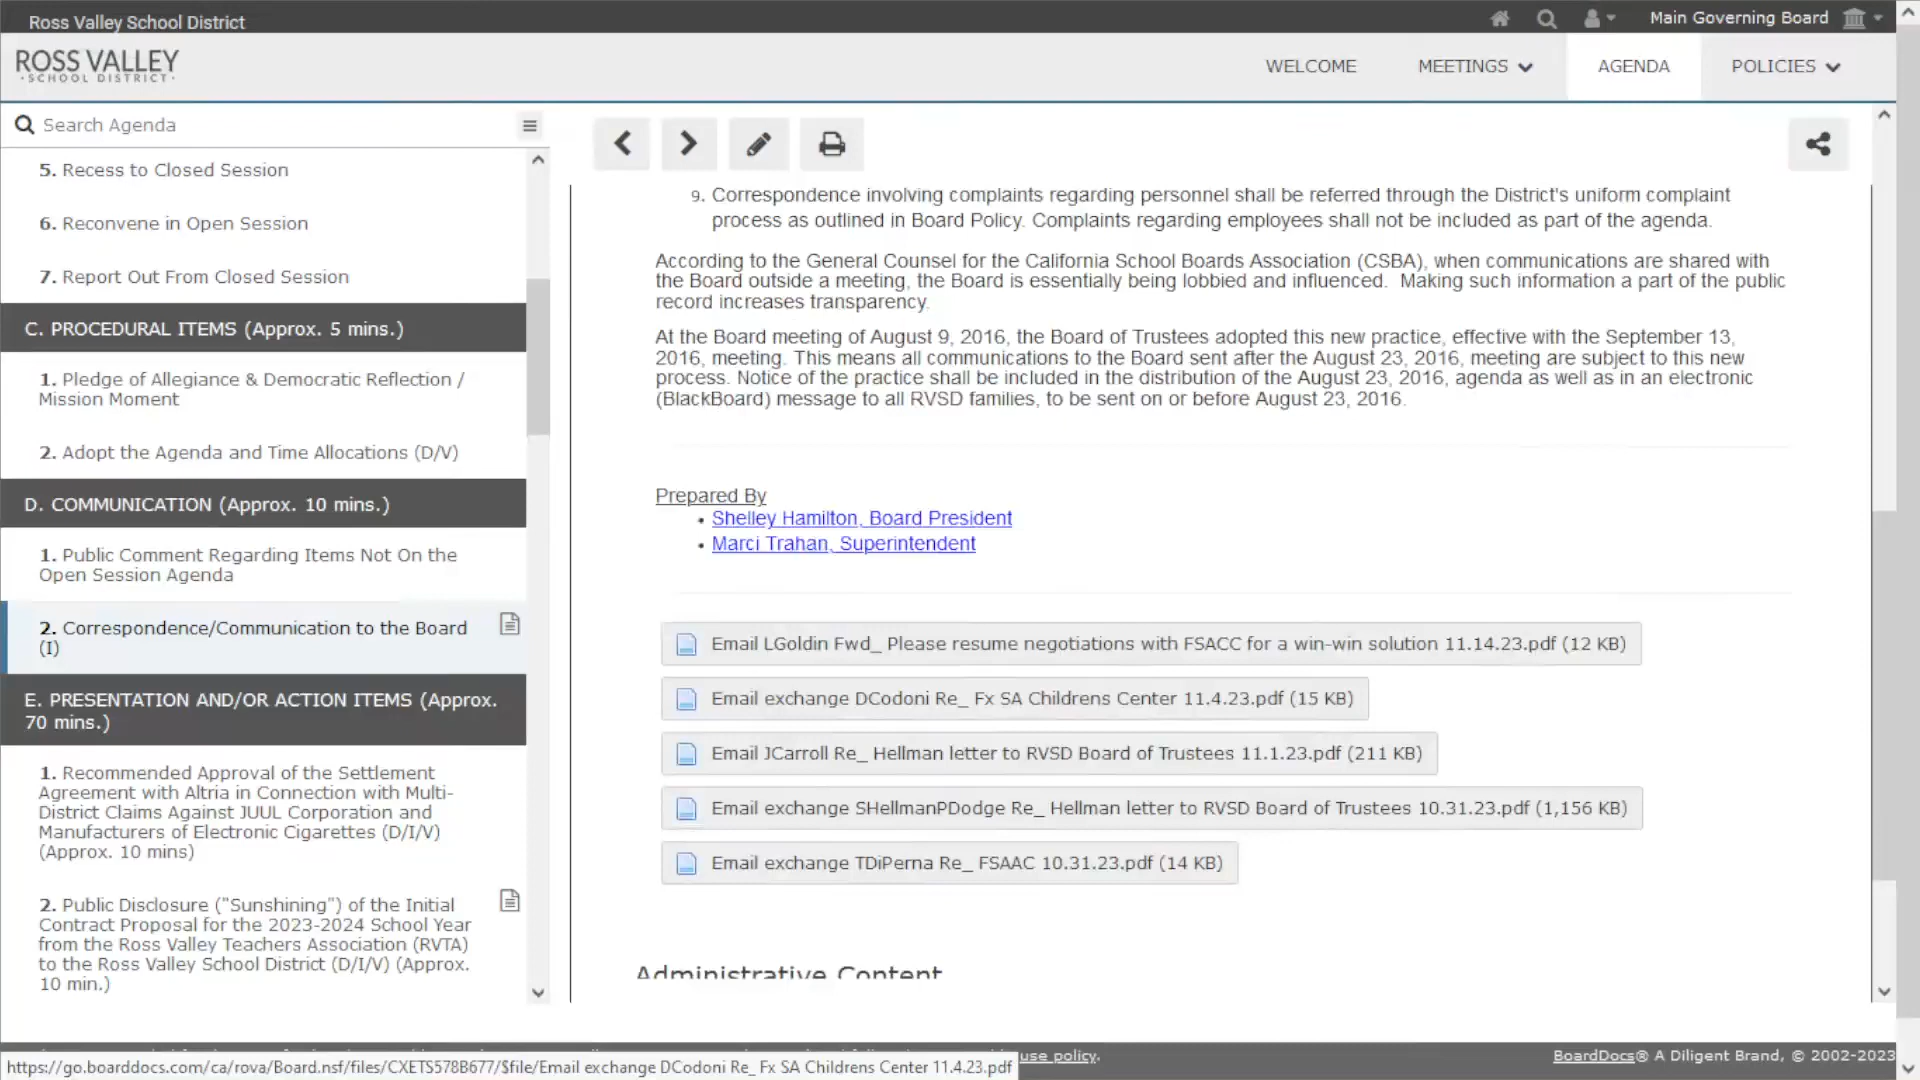 Ross Valley School District
Main Governing Board
ROSS VALLEY
·SCHOOL DISTRICT·
WELCOME
MEETINGS
AGENDA
POLICIES
Search Agenda
5. Recess to Closed Session
6. Reconvene in Open Session
7. Report Out From Closed Session
C. PROCEDURAL ITEMS (Approx. 5 mins.)
1. Pledge of Allegiance & Democratic Reflection /
Mission Moment
2. Adopt the Agenda and Time Allocations (D/V)
D. COMMUNICATION (Approx. 10 mins.)
1. Public Comment Regarding Items Not On the
Open Session Agenda
2. Correspondence/Communication to the Board
(I)
E. PRESENTATION AND/OR ACTION ITEMS (Approx.
70 mins.)
1. Recommended Approval of the Settlement
Agreement with Altria in Connection with Multi-
District Claims Against JUUL Corporation and
Manufacturers of Electronic Cigarettes (D/I/V)
(Approx. 10 mins)
2. Public Disclosure ("Sunshining") of the Initial
Contract Proposal for the 2023-2024 School Year
from the Ross Valley Teachers Association (RVTA)
to the Ross Valley School District (D/I/V) (Approx.
10 min.)
9. Correspondence involving complaints regarding personnel shall be referred through the District's uniform complaint
process as outlined in Board Policy. Complaints regarding employees shall not be included as part of the agenda.
According to the General Counsel for the California School Boards Association (CSBA), when communications are shared with
the Board outside a meeting, the Board is essentially being lobbied and influenced. Making such information a part of the public
record increases transparency.
At the Board meeting of August 9, 2016, the Board of Trustees adopted this new practice, effective with the September 13,
2016, meeting. This means all communications to the Board sent after the August 23, 2016, meeting are subject to this new
process. Notice of the practice shall be included in the distribution of the August 23, 2016, agenda as well as in an electronic
(BlackBoard) message to all RVSD families, to be sent on or before August 23, 2016.
Prepared By
• Shelley Hamilton, Board President
• Marci Trahan, Superintendent
Email LGoldin Fwd_ Please resume negotiations with FSACC for a win-win solution 11.14.23.pdf (12 KB)
Email exchange DCodoni Re_ Fx SA Childrens Center 11.4.23.pdf (15 KB)
Email JCarroll Re_ Hellman letter to RVSD Board of Trustees 11.1.23.pdf (211 KB)
Email exchange SHellmanPDodge Re_ Hellman letter to RVSD Board of Trustees 10.31.23.pdf (1,156 KB)
Email exchange TDiPerna Re_ FSAAC 10.31.23.pdf (14 KB)
Administrative Content
use policy.
BoardDocs® A Diligent Brand, © 2002-2023
https://go.boarddocs.com/ca/rova/Board.nsf/files/CXETS578B677/$file/Email exchange DCodoni Re_ Fx SA Childrens Center 11.4.23.pdf